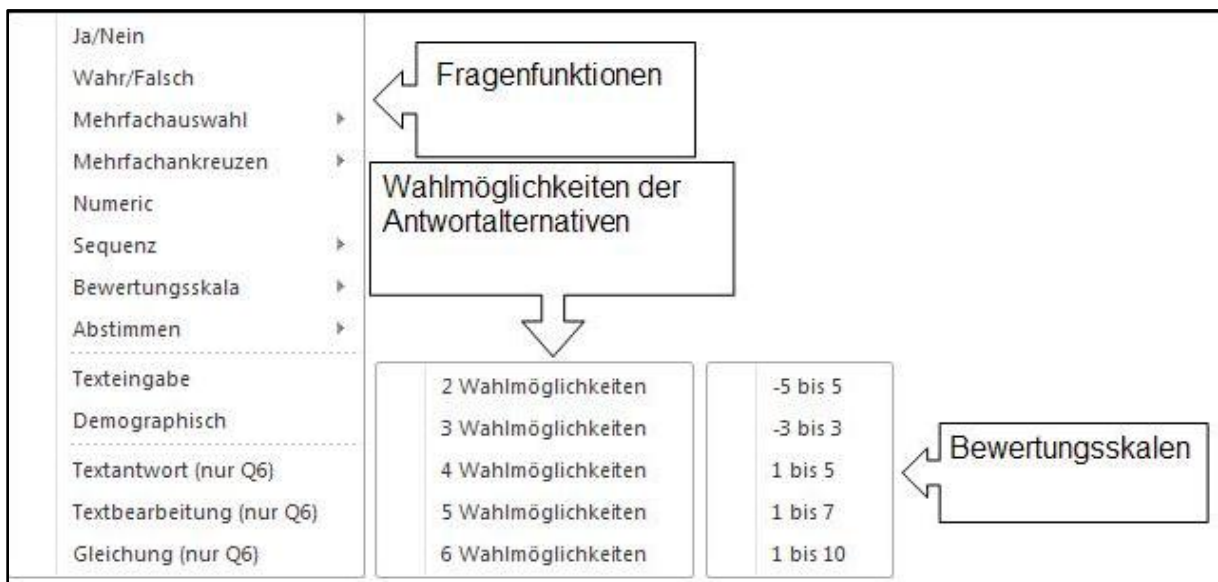 Ja/Nein
Wahr/Falsch
Mehrfachauswahl
Mehrfachankreuzen
Numeric
Sequenz
Bewertungsskala
Abstimmen
Texteingabe
Demographisch
Textantwort (nur Q6)
Textbearbeitung (nur Q6)
Gleichung (nur Q6)
Fragenfunktionen
Wahlmöglichkeiten der
Antwortalternativen
2 Wahlmöglichkeiten
3 Wahlmöglichkeiten
4 Wahlmöglichkeiten
5 Wahlmöglichkeiten
6 Wahlmöglichkeiten
-5 bis 5
-3 bis 3
1 bis 5
1 bis 7
1 bis 10
Bewertungsskalen